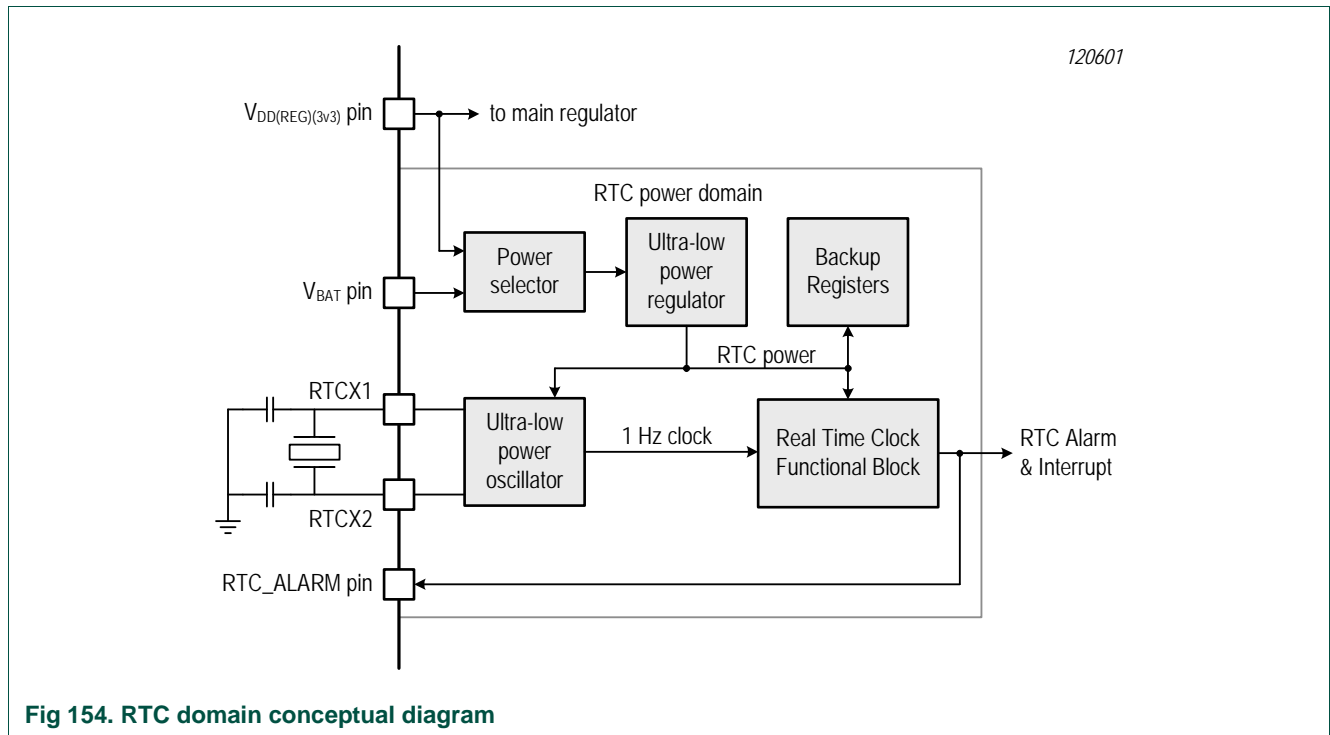 120601
VDD(REG)(3v3) pin
to main regulator
RTC power domain
Power
selector
Ultra-low
power
regulator
Backup
Registers
VBAT pin
RTC power
RTCX1
Ultra-low
power
oscillator
1 Hz clock
Real Time Clock
Functional Block
RTC Alarm
& Interrupt
RTCX2
RTC_ALARM pin
Fig 154. RTC domain conceptual diagram